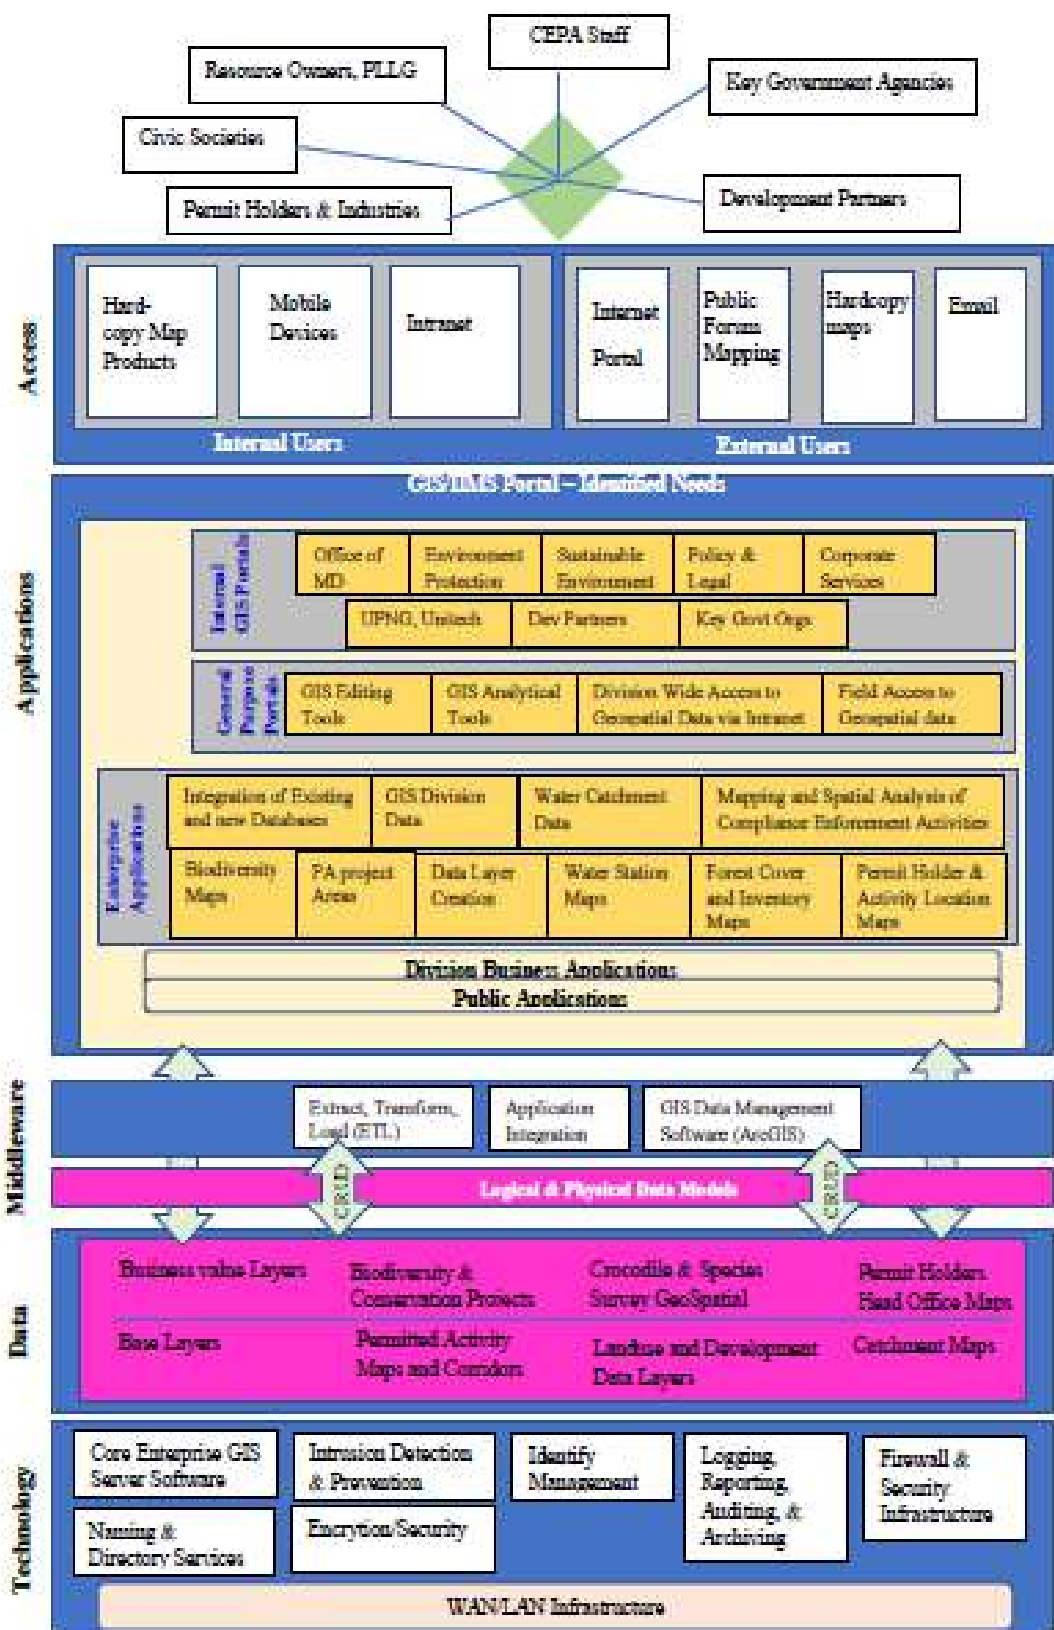 CEPA Staff
Resource Owners, PLLG
Key Government Agencies
Civic Societies
Permit Holders & Industries
Development Partners
Access
Hard-
copy Map
Products
Mobile
Devices
Intranet
Internet
Portal
Public
Forum
Mapping
Hardcopy
maps
Email
Internal Users
External Users
Applications
GIS/IIMS Portal – Identified Needs
Internal
GIS Portals
Office of
MD
Environment
Protection
Sustainable
Environment
Policy &
Legal
Corporate
Services
UPNG, Unitech
Dev Partners
Key Govt Orgs
General
Purpose
Portals
GIS Editing
Tools
GIS Analytical
Tools
Division Wide Access to
Geospatial Data via Intranet
Field Access to
Geospatial data
Enterprise
Applications
Integration of Existing
and new Databases
GIS Division
Data
Water Catchment
Data
Mapping and Spatial Analysis of
Compliance Enforcement Activities
Biodiversity
Maps
PA project
Areas
Data Layer
Creation
Water Station
Maps
Forest Cover
and Inventory
Maps
Permit Holder &
Activity Location
Maps
Division Business Applications
Public Applications
Middleware
Extract, Transform,
Load (ETL)
Application
Integration
GIS Data Management
Software (ArcGIS)
CRUD
CRUD
Logical & Physical Data Models
Data
Business value Layers
Biodiversity &
Conservation Protects
Crocodile & Species
Survey GeoSpatial
Permit Holders
Head Office Maps
Base Layers
Permitted Activity
Maps and Corridors
Landuse and Development
Data Layers
Catchment Maps
Technology
Core Enterprise GIS
Server Software
Intrusion Detection
& Prevention
Identify
Management
Logging,
Reporting,
Auditing, &
Archiving
Firewall &
Security
Infrastructure
Naming &
Directory Services
Encrytion/Security
WAN/LAN Infrastructure